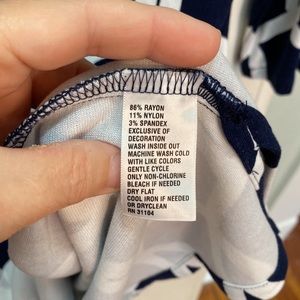 86% RAYON
11% NYLON
3% SPANDEX
EXCLUSIVE OF
DECORATION
WASH INSIDE OUT
MACHINE WASH COLD
WITH LIKE COLORS
GENTLE CYCLE
ONLY NON-CHLORINE
BLEACH IF NEEDED
DRY FLAT
COOL IRON IF NEEDED
OR DRYCLEAN
RN 31104